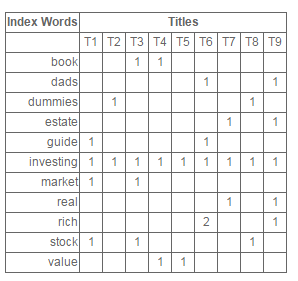 Index Words Titles
T1 T2 T3 T4 T5 T6 T7 T8 T9
book 1 1
dads 1 1
dummies 1 1
estate 1 1
guide 1 1
investing 1 1 1 1 1 1 1 1 1
market 1 1
real 1 1
rich 2 1
stock 1 1 1
value 1 1